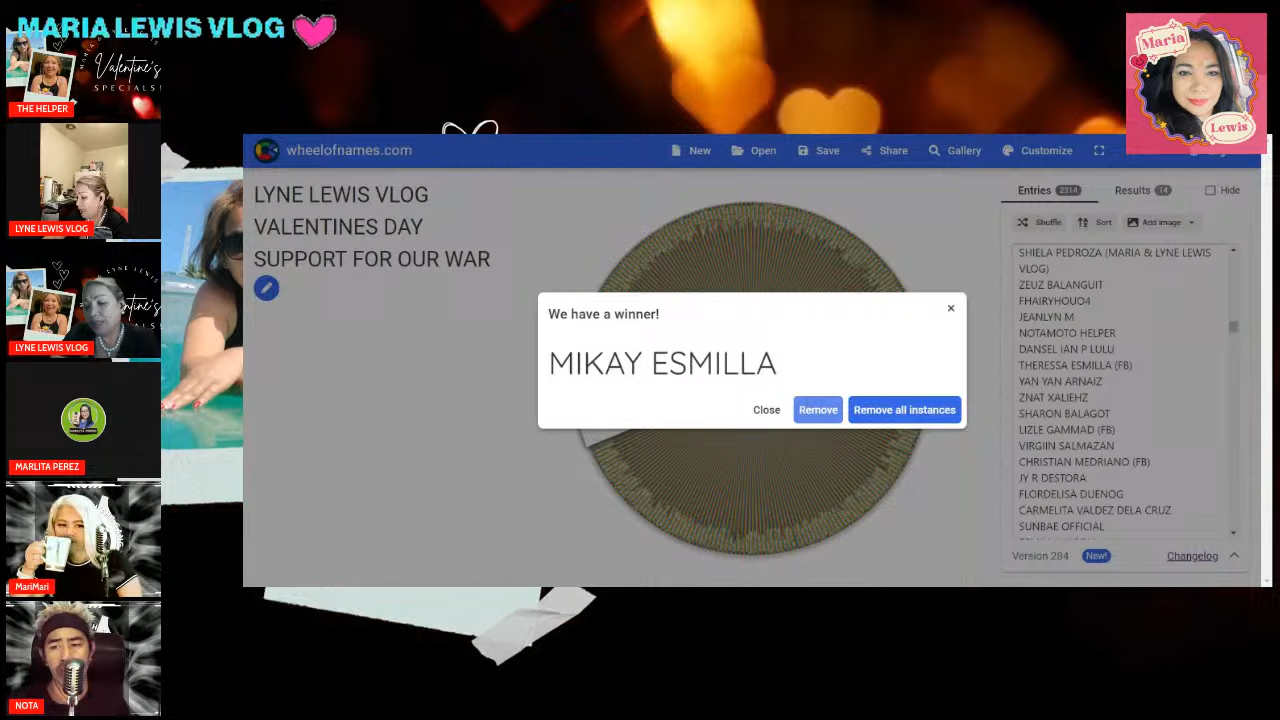 MARIA LEWIS VLOG
Valentine's
SPECIALS!
THE HELPER
LYNE LEWIS VLOG
LYNE LEWIS VLOG
MARLITA PEREZ
MariMari
NOTA
Maria
Lewis
wheelofnames.com
New
Open
Save
Share
Gallery
Customize
LYNE LEWIS VLOG
VALENTINES DAY
SUPPORT FOR OUR WAR
We have a winner!
×
MIKAY ESMILLA
Close
Remove
Remove all instances
Entries 2314
Results 14
Hide
Shuffle
Sort
Add image
SHIELA PEDROZA (MARIA & LYNE LEWIS
VLOG)
ZEUZ BALANGUIT
FHAIRYHOUO4
JEANLYN M
NOTAMOTO HELPER
DANSEL IAN P LULU
THERESSA ESMILLA (FB)
YAN YAN ARNAIZ
ZNAT XALIEHZ
SHARON BALAGOT
LIZLE GAMMAD (FB)
VIRGIIN SALMAZAN
CHRISTIAN MEDRIANO (FB)
JY R DESTORA
FLORDELISA DUENOG
CARMELITA VALDEZ DELA CRUZ
SUNBAE OFFICIAL
Version 284 New!
Changelog